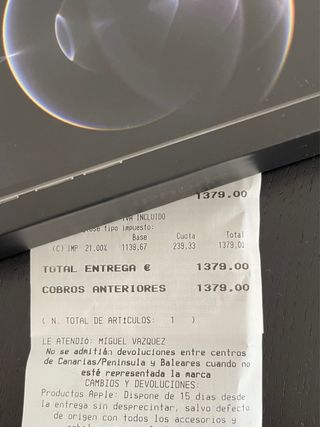 1379.00
IVA INCLUIDO
tipo impuesto:
Base Cuota Total
(C) IMP 21,00% 1139,67 239,33 1379,00
TOTAL ENTREGA € 1379.00
COBROS ANTERIORES 1379.00
( N. TOTAL DE ARTICULOS: 1 )
LE ATENDIÓ: MIGUEL VAZQUEZ
No se admitián devoluciones entre centros
de Canarias/Península y Baleares cuando no
esté representada la marca
CAMBIOS Y DEVOLUCIONES:
Productos Apple: Dispone de 15 días desde
la entrega sin desprecintar, salvo defecto
de origen con todos los accesorios y